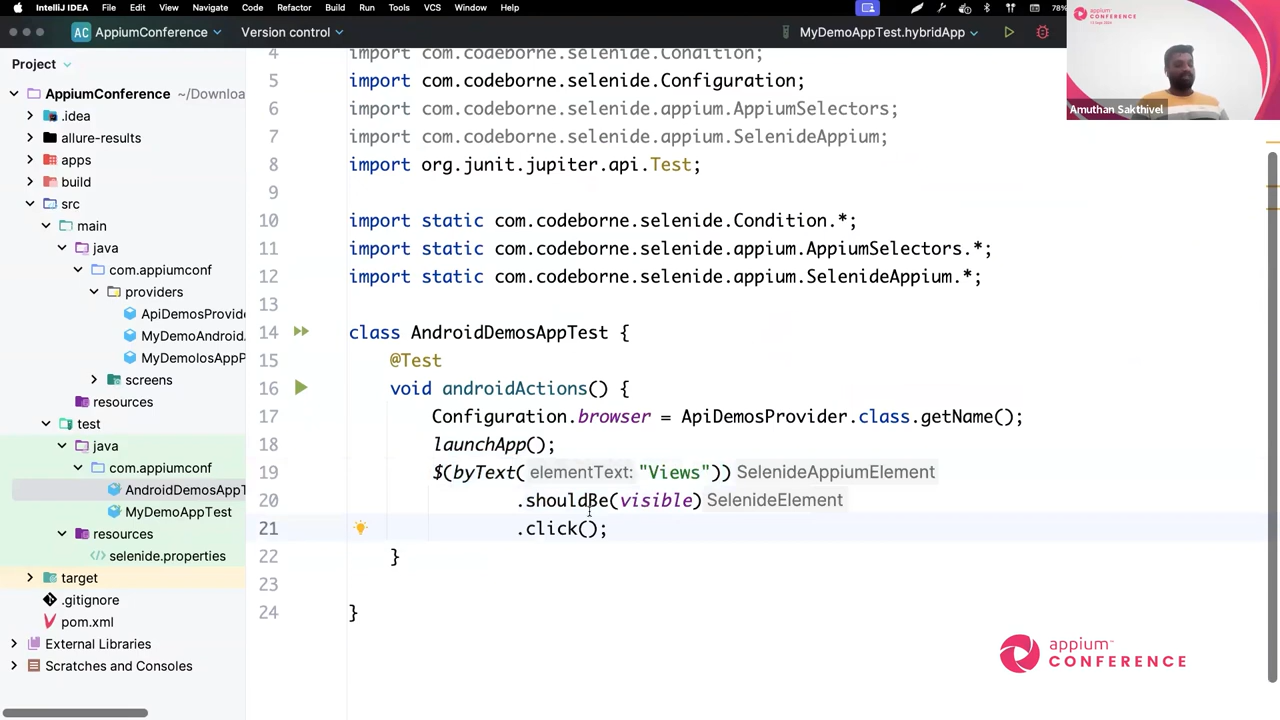 IntelliJ IDEA File Edit View Navigate Code Refactor Build Run Tools VCS Window Help 78%
AC AppiumConference Version control MyDemoAppTest.hybridApp
appium CONFERENCE
Amuthan Sakthivel
Project
AppiumConference ~/Downloa
.idea
allure-results
apps
build
src
main
java
com.appiumconf
providers
ApiDemosProvide
MyDemoAndroid.
MyDemoIosAppP
screens
resources
test
java
com.appiumconf
AndroidDemosAppT
MyDemoAppTest
resources
selenide.properties
target
.gitignore
pom.xml
External Libraries
Scratches and Consoles
4 import com.codeborne.selenide.Condition;
5 import com.codeborne.selenide.Configuration;
6 import com.codeborne.selenide.appium.AppiumSelectors;
7 import com.codeborne.selenide.appium.SelenideAppium;
8 import org.junit.jupiter.api.Test;
9
10 import static com.codeborne.selenide.Condition.*;
11 import static com.codeborne.selenide.appium.AppiumSelectors.*;
12 import static com.codeborne.selenide.appium.SelenideAppium.*;
13
14 class AndroidDemosAppTest {
15 @Test
16 void androidActions() {
17 Configuration.browser = ApiDemosProvider.class.getName();
18 launchApp();
19 $(byText( elementText: "Views")) SelenideAppiumElement
20 .shouldBe(visible) SelenideElement
21 .click();
22 }
23
24 }
appium™
CONFERENCE